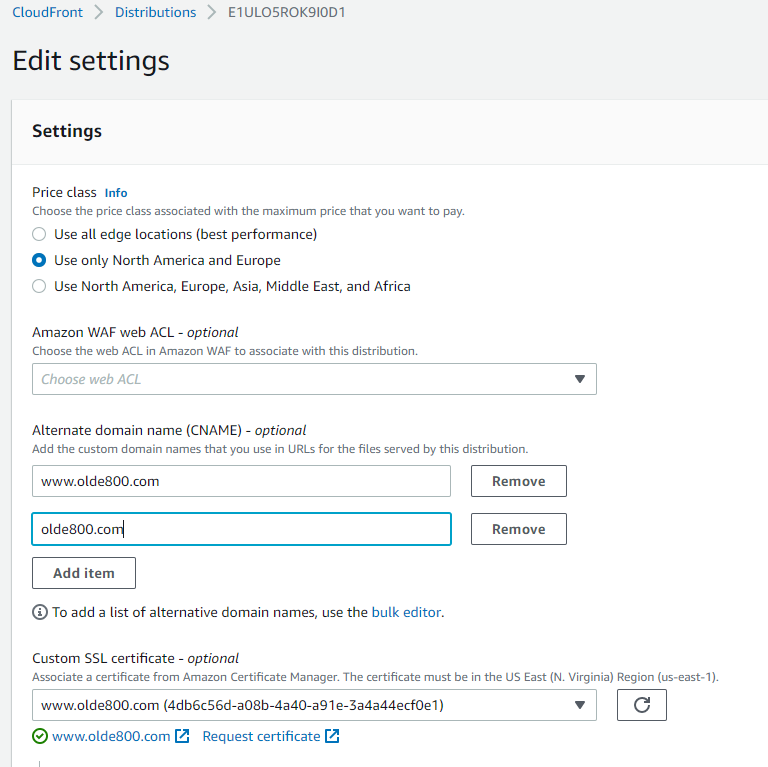 CloudFront > Distributions > E1ULO5ROK9I0D1
Edit settings
Settings
Price class Info
Choose the price class associated with the maximum price that you want to pay.
Use all edge locations (best performance)
Use only North America and Europe
Use North America, Europe, Asia, Middle East, and Africa
Amazon WAF web ACL - optional
Choose the web ACL in Amazon WAF to associate with this distribution.
Choose web ACL
Alternate domain name (CNAME) - optional
Add the custom domain names that you use in URLs for the files served by this distribution.
www.olde800.com Remove
olde800.com Remove
Add item
To add a list of alternative domain names, use the bulk editor.
Custom SSL certificate - optional
Associate a certificate from Amazon Certificate Manager. The certificate must be in the US East (N. Virginia) Region (us-east-1).
www.olde800.com (4db6c56d-a08b-4a40-a91e-3a4a44ecf0e1)
www.olde800.com Request certificate